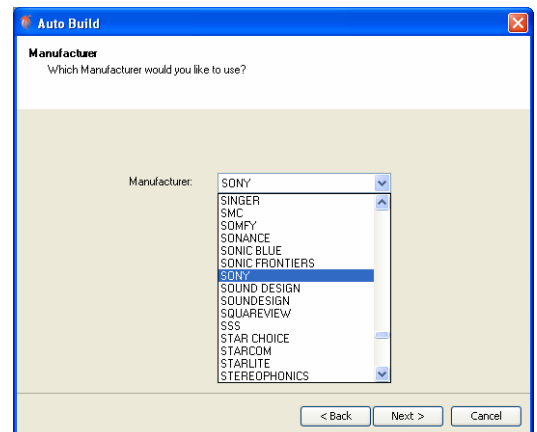 Auto Build
Manufacturer
Which Manufacturer would you like to use?
Manufacturer: SONY
SINGER
SMC
SOMFY
SONANCE
SONIC BLUE
SONIC FRONTIERS
SONY
SOUND DESIGN
SOUNDESIGN
SQUAREVIEW
SSS
STAR CHOICE
STARCOM
STARLITE
STEREOPHONICS
< Back Next > Cancel